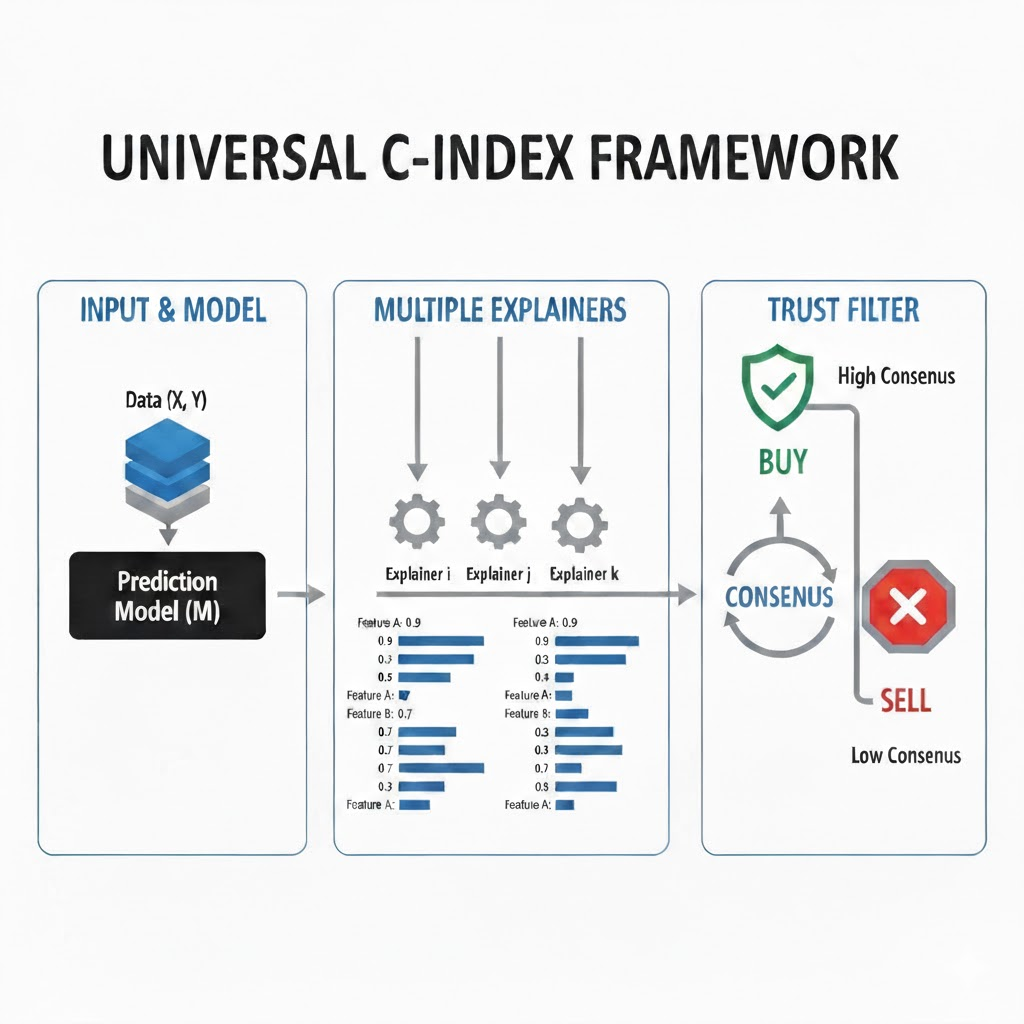 UNIVERSAL C-INDEX FRAMEWORK
INPUT & MODEL
Data (X, Y)
Prediction
Model (M)
MULTIPLE EXPLAINERS
Explainer i
Explainer j
Explainer k
Feature A: 0.9
0.9
0.3
0.5
Feature A:
Feature B: 0.7
0.7
0.7
0.7
0.3
Feature A:
A: 0.9
0.9
0.3
0.4
Feature A:
Feature 8:
0.3
0.3
0.7
0.8
Feature A:
TRUST FILTER
High Consenus
BUY
CONSENUS
SELL
Low Consenus